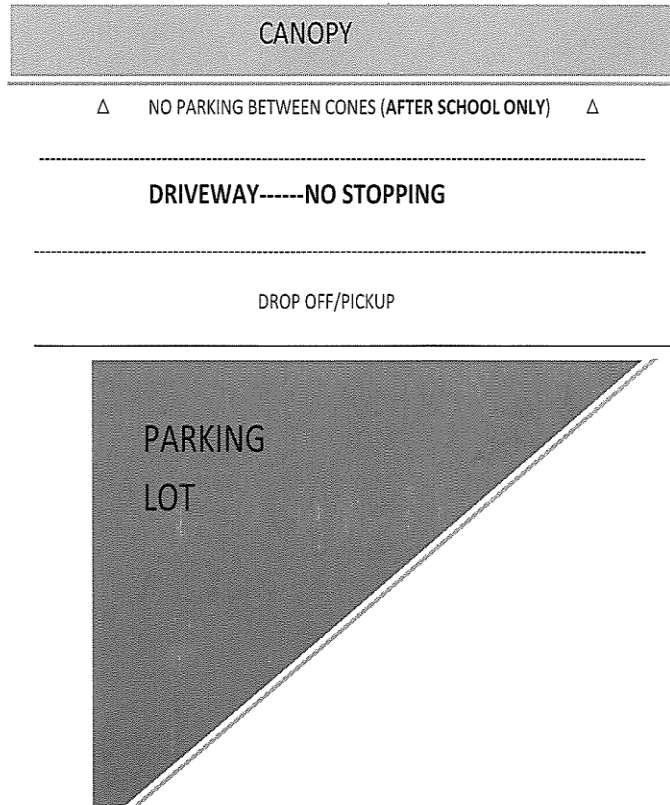 CANOPY
Δ NO PARKING BETWEEN CONES (AFTER SCHOOL ONLY) Δ
DRIVEWAY------NO STOPPING
DROP OFF/PICKUP
PARKING
LOT